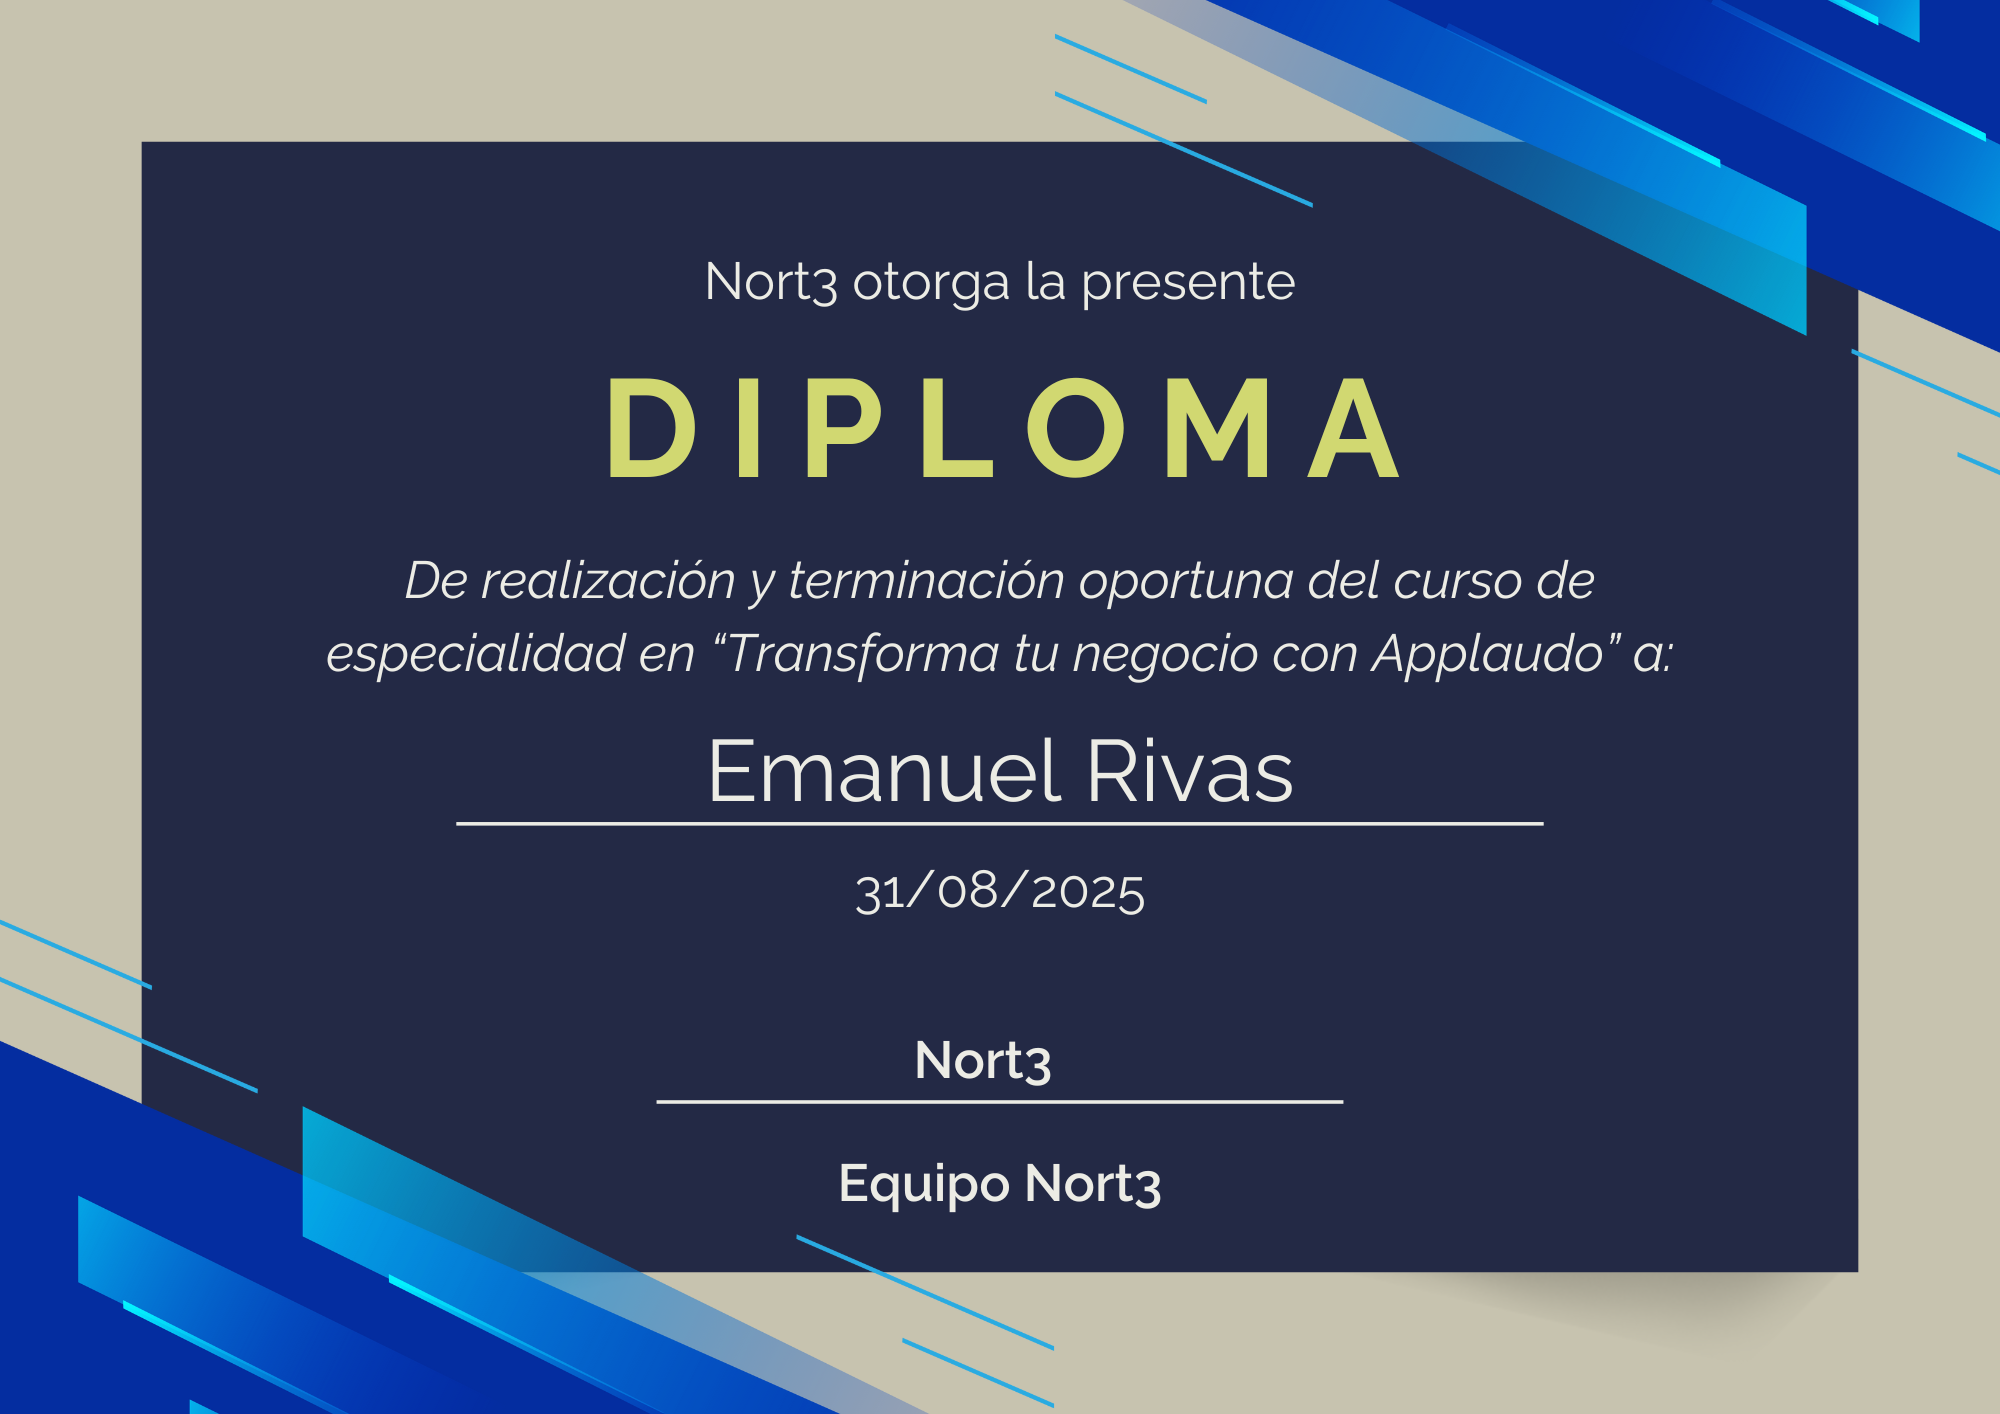 Nort3 otorga la presente
DIPLOMA
De realización y terminación oportuna del curso de
especialidad en “Transforma tu negocio con Applaudo” a:
Emanuel Rivas
31/08/2025
Nort3
Equipo Nort3